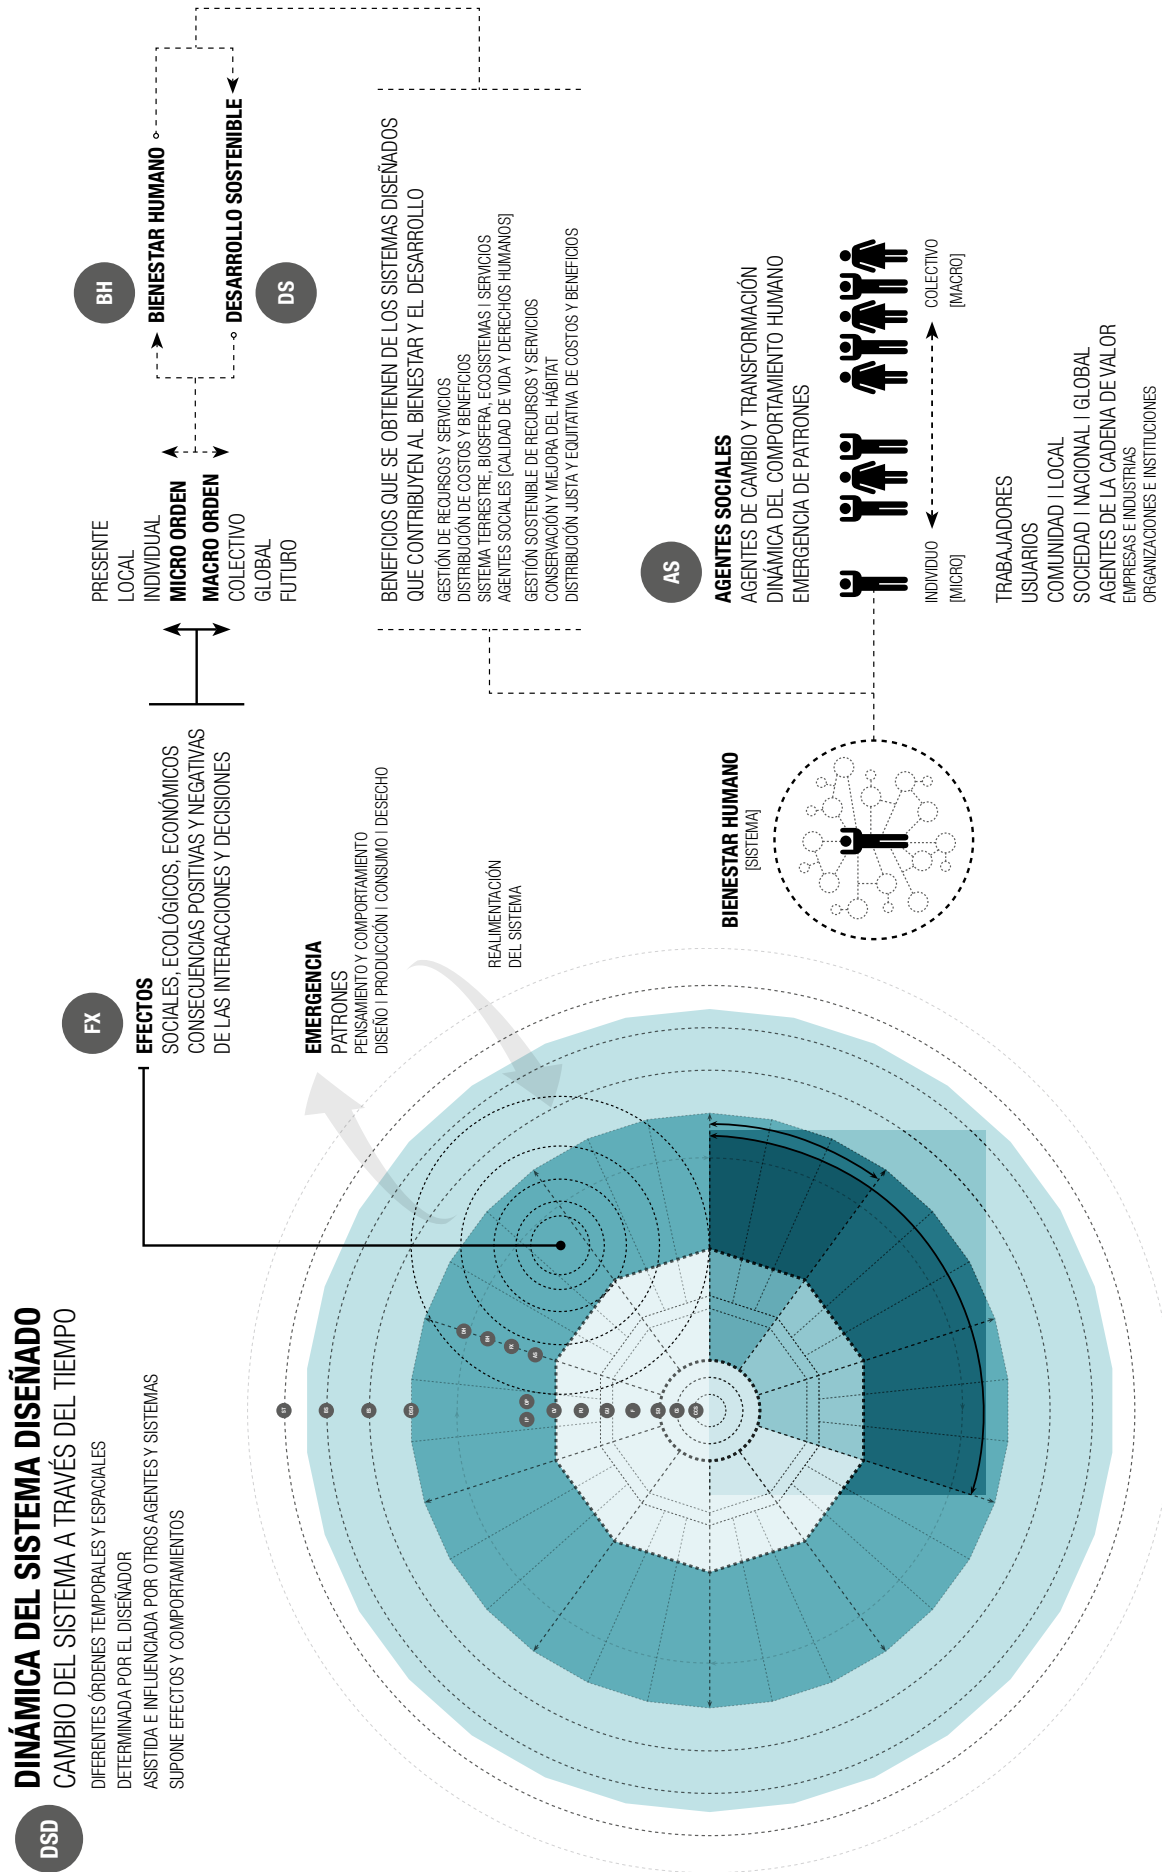 DSD
DINÁMICA DEL SISTEMA DISEÑADO
CAMBIO DEL SISTEMA A TRAVÉS DEL TIEMPO
DIFERENTES ÓRDENES TEMPORALES Y ESPACIALES
DETERMINADA POR EL DISEÑADOR
ASISTIDA E INFLUENCIADA POR OTROS AGENTES Y SISTEMAS
SUPONE EFECTOS Y COMPORTAMIENTOS
FX
EFECTOS
SOCIALES, ECOLÓGICOS, ECONÓMICOS
CONSECUENCIAS POSITIVAS Y NEGATIVAS
DE LAS INTERACCIONES Y DECISIONES
PRESENTE
LOCAL
INDIVIDUAL
MICRO ORDEN
MACRO ORDEN
COLECTIVO
GLOBAL
FUTURO
BH
BIENESTAR HUMANO
DESARROLLO SOSTENIBLE
DS
EMERGENCIA
PATRONES
PENSAMIENTO Y COMPORTAMIENTO
DISEÑO | PRODUCCIÓN | CONSUMO | DESECHO
REALIMENTACIÓN
DEL SISTEMA
BENEFICIOS QUE SE OBTIENEN DE LOS SISTEMAS DISEÑADOS
QUE CONTRIBUYEN AL BIENESTAR Y EL DESARROLLO
GESTIÓN DE RECURSOS Y SERVICIOS
DISTRIBUCIÓN DE COSTOS Y BENEFICIOS
SISTEMA TERRESTRE, BIOSFERA, ECOSISTEMAS | SERVICIOS
AGENTES SOCIALES [CALIDAD DE VIDA Y DERECHOS HUMANOS]
GESTIÓN SOSTENIBLE DE RECURSOS Y SERVICIOS
CONSERVACIÓN Y MEJORA DEL HÁBITAT
DISTRIBUCIÓN JUSTA Y EQUITATIVA DE COSTOS Y BENEFICIOS
BIENESTAR HUMANO
[SISTEMA]
AS
AGENTES SOCIALES
AGENTES DE CAMBIO Y TRANSFORMACIÓN
DINÁMICA DEL COMPORTAMIENTO HUMANO
EMERGENCIA DE PATRONES
INDIVIDUO
[MICRO]
COLECTIVO
[MACRO]
TRABAJADORES
USUARIOS
COMUNIDAD | LOCAL
SOCIEDAD | NACIONAL | GLOBAL
AGENTES DE LA CADENA DE VALOR
EMPRESAS E INDUSTRIAS
ORGANIZACIONES E INSTITUCIONES